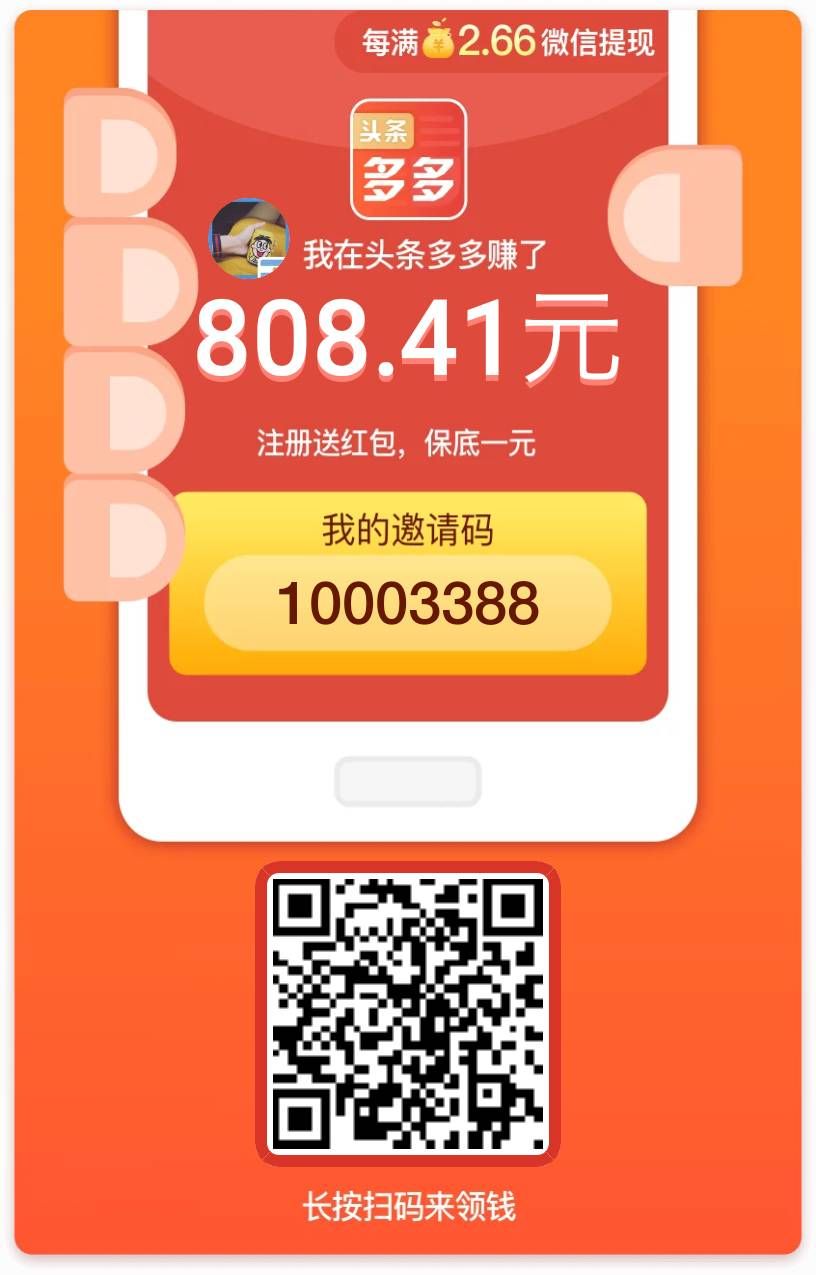 每满2.66微信提现
头条
多多
我在头条多多赚了
808.41元
注册送红包，保底一元
我的邀请码
10003388
长按扫码来领钱